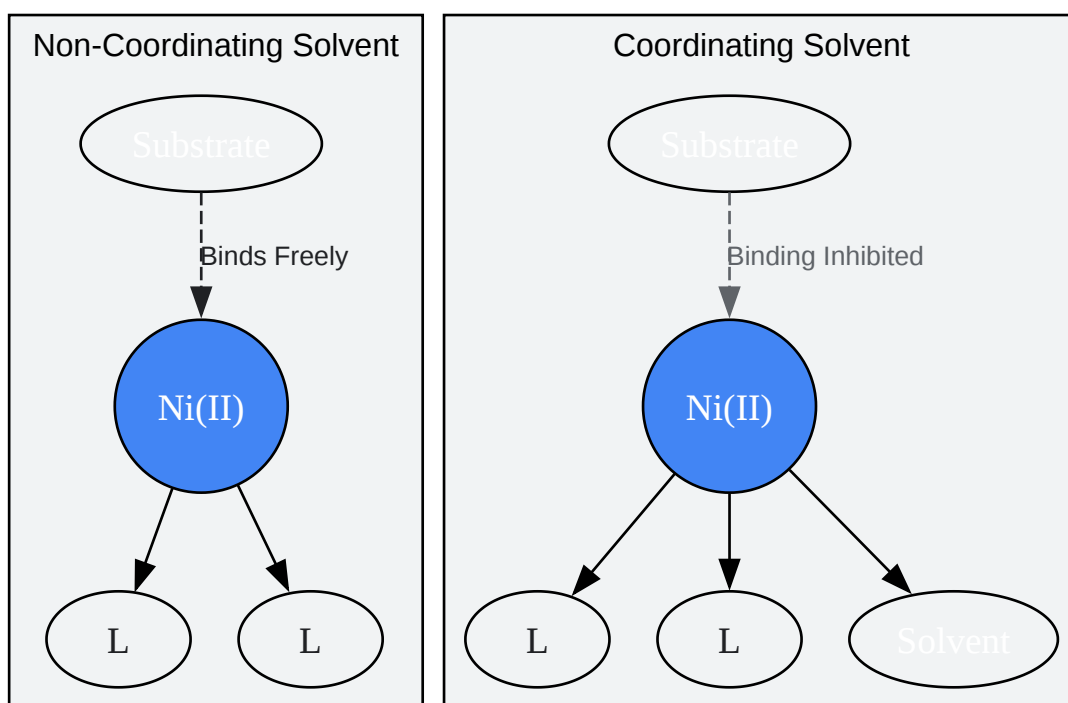 Non-Coordinating Solvent
Substrate
Binds Freely
Ni(II)
L
L
Coordinating Solvent
Substrate
Binding Inhibited
Ni(II)
L
L
Solvent